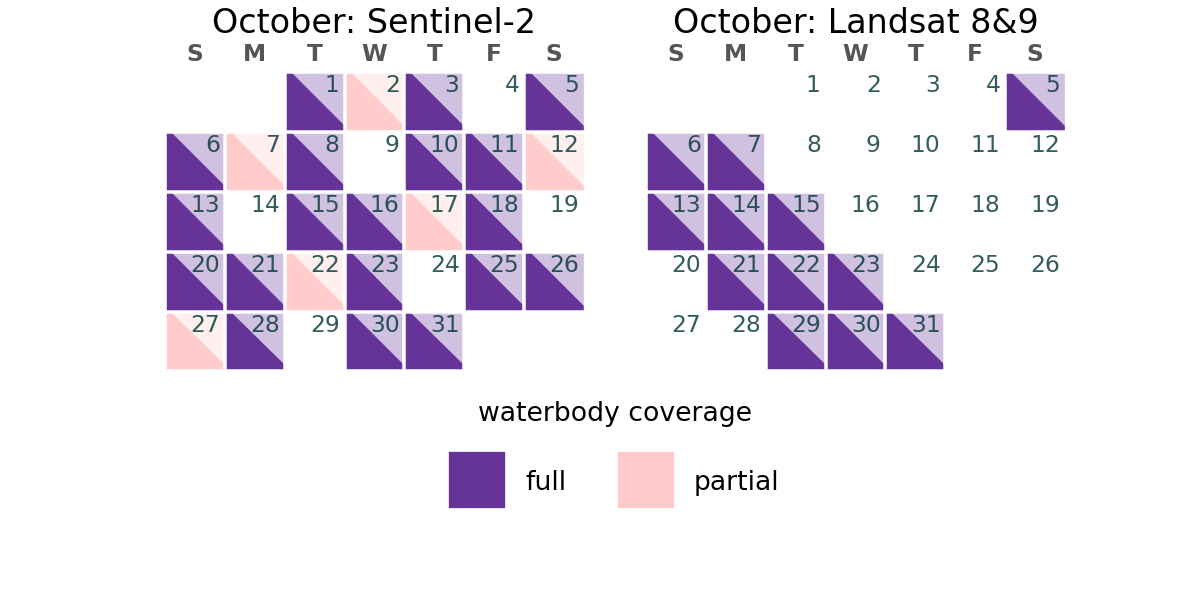 October: Sentinel-2
S M T W T F S
1 2 3 4 5
6 7 8 9 10 11 12
13 14 15 16 17 18 19
20 21 22 23 24 25 26
27 28 29 30 31
October: Landsat 8&9
S M T W T F S
1 2 3 4 5
6 7 8 9 10 11 12
13 14 15 16 17 18 19
20 21 22 23 24 25 26
27 28 29 30 31
waterbody coverage
full partial